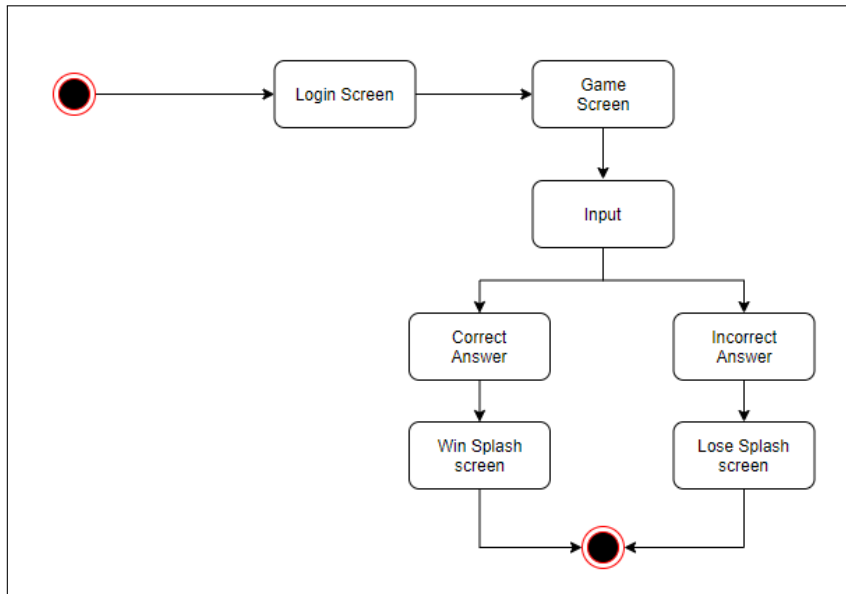 Login Screen
Game
Screen
Input
Correct
Answer
Incorrect
Answer
Win Splash
screen
Lose Splash
screen